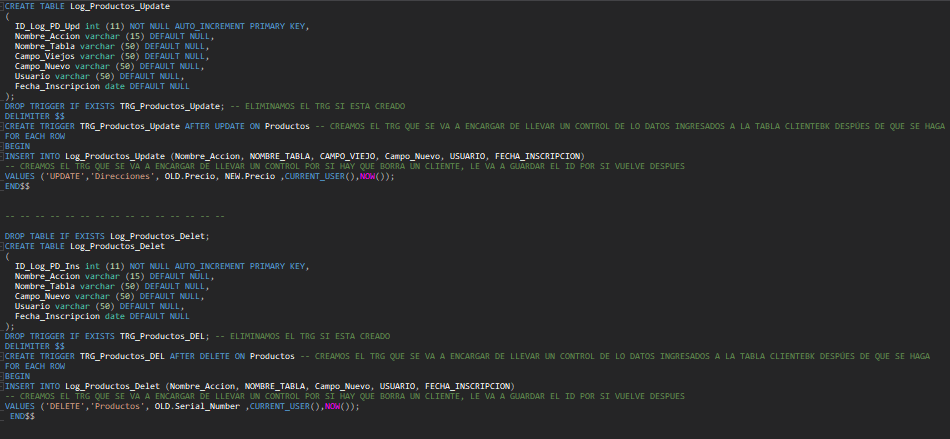 CREATE TABLE Log_Productos_Update
(
ID_Log_PD_Upd int (11) NOT NULL AUTO_INCREMENT PRIMARY KEY,
Nombre_Accion varchar (15) DEFAULT NULL,
Nombre_Tabla varchar (50) DEFAULT NULL,
Campo_Viejos varchar (50) DEFAULT NULL,
Campo_Nuevo varchar (50) DEFAULT NULL,
Usuario varchar (50) DEFAULT NULL,
Fecha_Inscripcion date DEFAULT NULL
);
DROP TRIGGER IF EXISTS TRG_Productos_Update; -- ELIMINAMOS EL TRG SI ESTA CREADO
DELIMITER $$
CREATE TRIGGER TRG_Productos_Update AFTER UPDATE ON Productos -- CREAMOS EL TRG QUE SE VA A ENCARGAR DE LLEVAR UN CONTROL DE LO DATOS INGRESADOS A LA TABLA CLIENTEBK DESPÚES DE QUE SE HAGA
FOR EACH ROW
BEGIN
INSERT INTO Log_Productos_Update (Nombre_Accion, NOMBRE_TABLA, CAMPO_VIEJO, Campo_Nuevo, USUARIO, FECHA_INSCRIPCION)
-- CREAMOS EL TRG QUE SE VA A ENCARGAR DE LLEVAR UN CONTROL POR SI HAY QUE BORRA UN CLIENTE, LE VA A GUARDAR EL ID POR SI VUELVE DESPUES
VALUES ('UPDATE','Direcciones', OLD.Precio, NEW.Precio ,CURRENT_USER(),NOW());
END$$
-- -- -- -- -- -- -- -- -- -- -- -- -- -- --
DROP TABLE IF EXISTS Log_Productos_Delet;
CREATE TABLE Log_Productos_Delet
(
ID_Log_PD_Ins int (11) NOT NULL AUTO_INCREMENT PRIMARY KEY,
Nombre_Accion varchar (15) DEFAULT NULL,
Nombre_Tabla varchar (50) DEFAULT NULL,
Campo_Nuevo varchar (50) DEFAULT NULL,
Usuario varchar (50) DEFAULT NULL,
Fecha_Inscripcion date DEFAULT NULL
);
DROP TRIGGER IF EXISTS TRG_Productos_DEL; -- ELIMINAMOS EL TRG SI ESTA CREADO
DELIMITER $$
CREATE TRIGGER TRG_Productos_DEL AFTER DELETE ON Productos -- CREAMOS EL TRG QUE SE VA A ENCARGAR DE LLEVAR UN CONTROL DE LO DATOS INGRESADOS A LA TABLA CLIENTEBK DESPÚES DE QUE SE HAGA
FOR EACH ROW
BEGIN
INSERT INTO Log_Productos_Delet (Nombre_Accion, NOMBRE_TABLA, Campo_Nuevo, USUARIO, FECHA_INSCRIPCION)
-- CREAMOS EL TRG QUE SE VA A ENCARGAR DE LLEVAR UN CONTROL POR SI HAY QUE BORRA UN CLIENTE, LE VA A GUARDAR EL ID POR SI VUELVE DESPUES
VALUES ('DELETE','Productos', OLD.Serial_Number ,CURRENT_USER(),NOW());
END$$